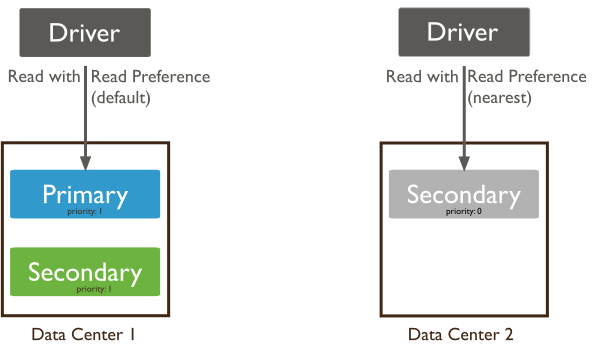 Driver
Read with Read Preference
(default)
Primary
priority: 1
Secondary
priority: 1
Data Center 1
Driver
Read with Read Preference
(nearest)
Secondary
priority: 0
Data Center 2